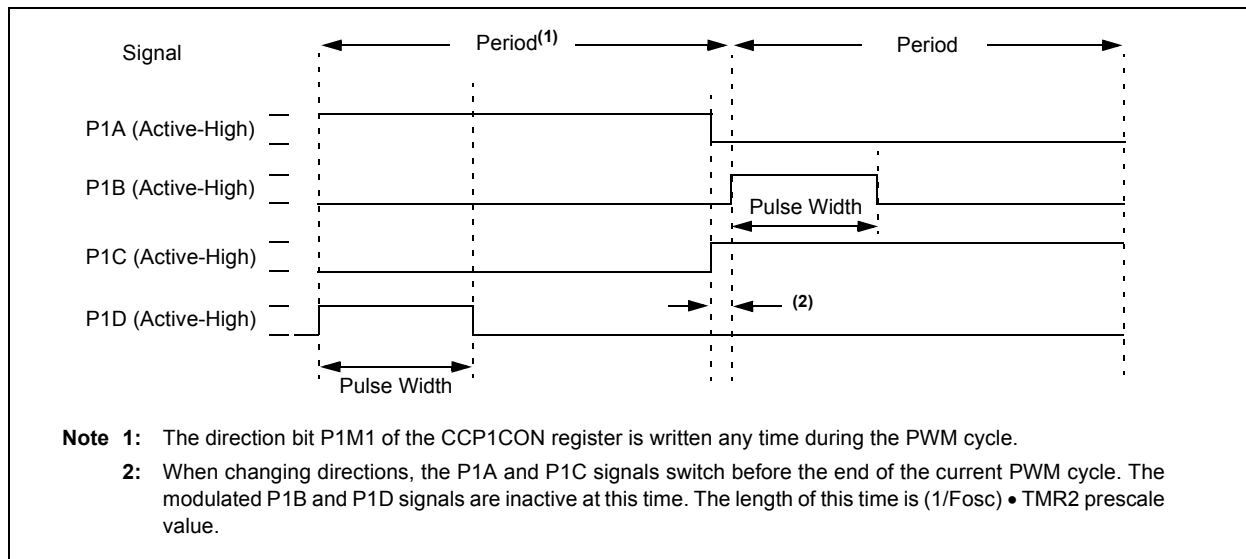 Signal
Period(1)
Period
P1A (Active-High)
P1B (Active-High)
Pulse Width
P1C (Active-High)
(2)
P1D (Active-High)
Pulse Width
Note 1: The direction bit P1M1 of the CCP1CON register is written any time during the PWM cycle.
2: When changing directions, the P1A and P1C signals switch before the end of the current PWM cycle. The
modulated P1B and P1D signals are inactive at this time. The length of this time is (1/Fosc) • TMR2 prescale
value.